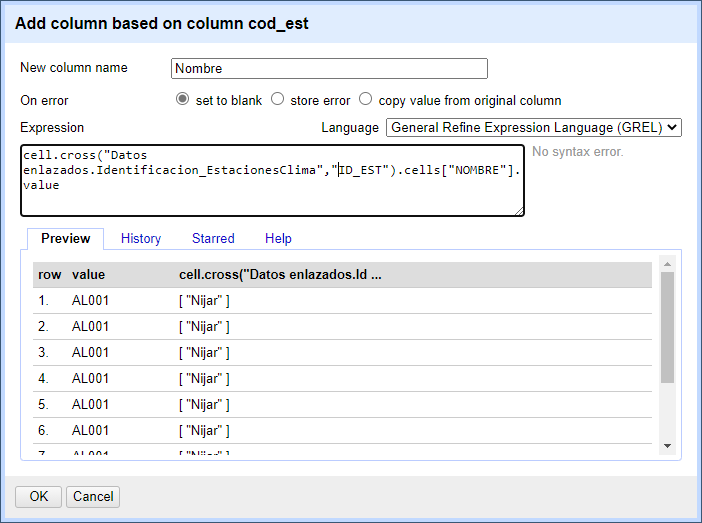 Add column based on column cod_est
New column name Nombre
On error set to blank store error copy value from original column
Expression Language General Refine Expression Language (GREL)
cell.cross("Datos
enlazados.Identificacion_EstacionesClima","ID_EST").cells["NOMBRE"].
value
No syntax error.
Preview History Starred Help
row value cell.cross("Datos enlazados.Id ...
1. AL001 [ "Nijar" ]
2. AL001 [ "Nijar" ]
3. AL001 [ "Nijar" ]
4. AL001 [ "Nijar" ]
5. AL001 [ "Nijar" ]
6. AL001 [ "Nijar" ]
7. AL001 [ "Nijar" ]
OK Cancel